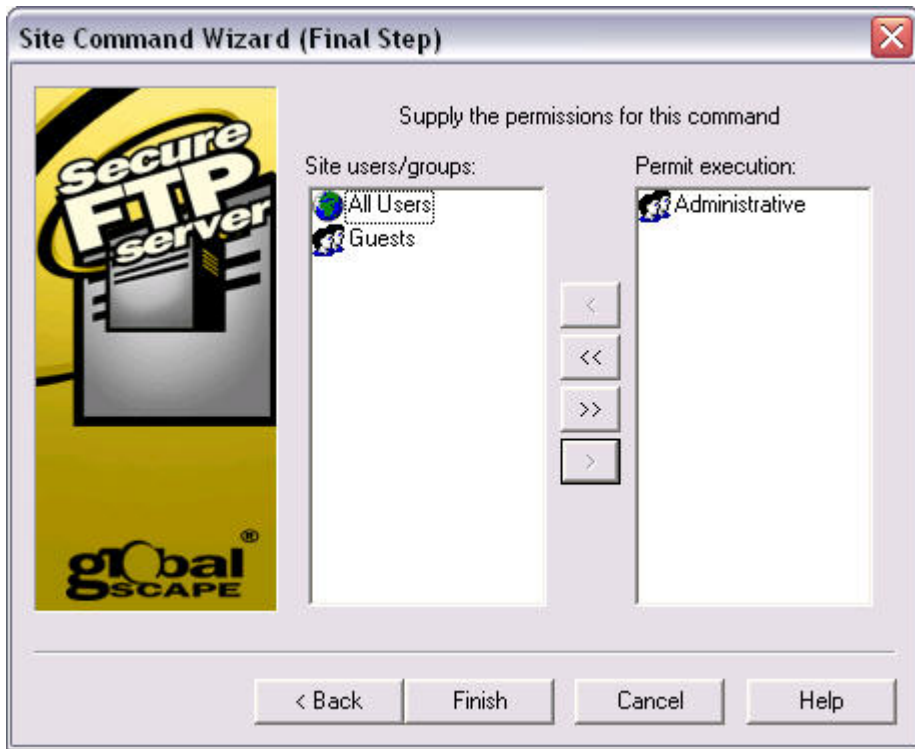 Site Command Wizard (Final Step)
Secure
FTP
server
Supply the permissions for this command
Site users/groups:
All Users
Guests
Permit execution:
Administrative
<
<<
>>
>
globalSCAPE®
< Back
Finish
Cancel
Help